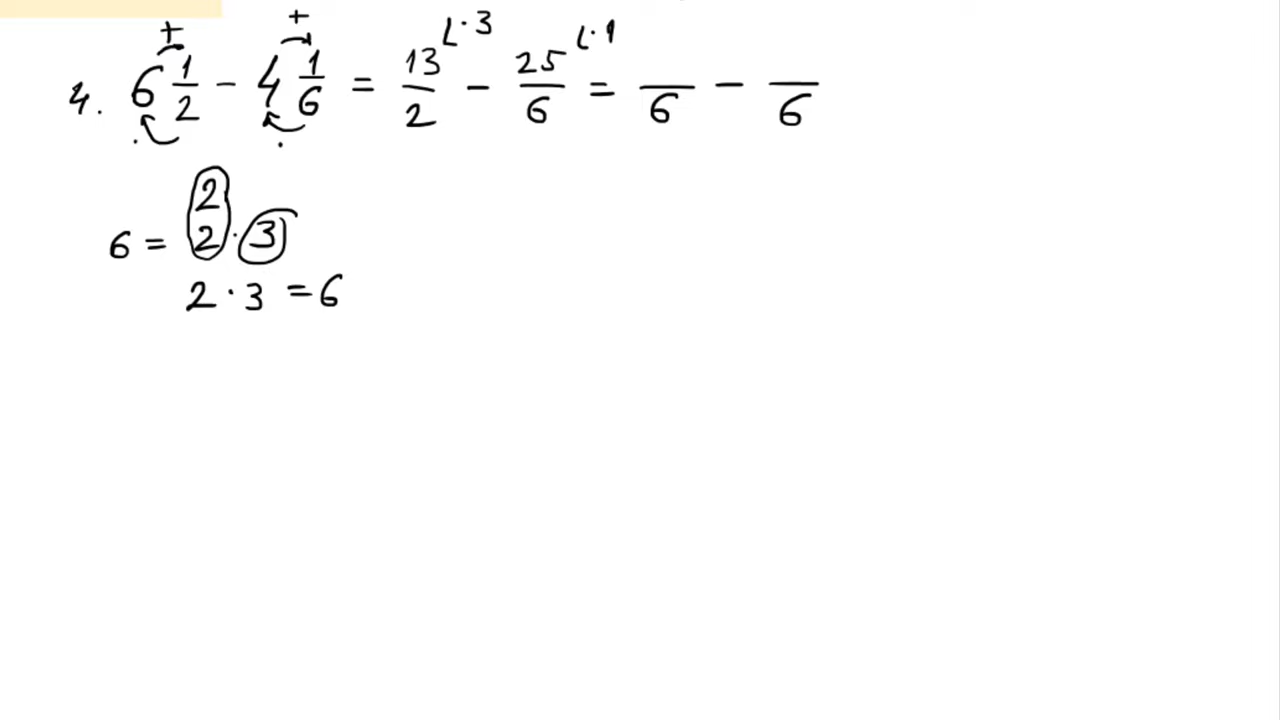 4. 6 1/2 - 4 1/6 = 13/2 - 25/6 = /6 - /6
+ + ⌊·3 ⌊·1
· ·
2
6 = 2 · 3
2 · 3 = 6